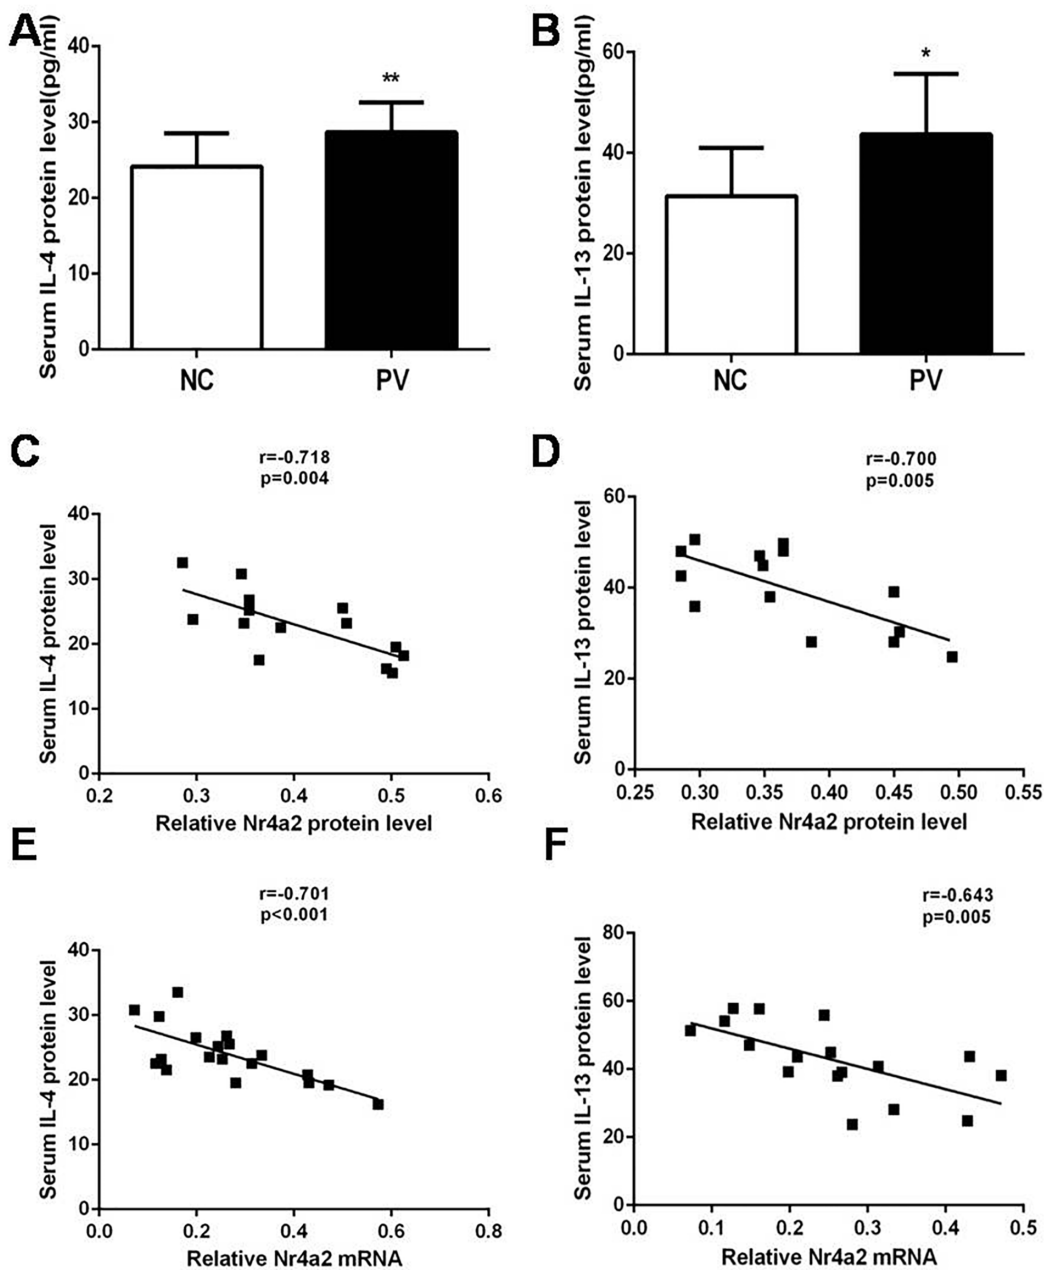 A
Serum IL-4 protein level(pg/ml)
40
30
20
10
0
**
NC
PV
B
Serum IL-13 protein level(pg/ml)
60
40
20
0
*
NC
PV
C
r=-0.718
p=0.004
Serum IL-4 protein level
40
30
20
10
0
0.2 0.3 0.4 0.5 0.6
Relative Nr4a2 protein level
D
r=-0.700
p=0.005
Serum IL-13 protein level
60
40
20
0
0.25 0.30 0.35 0.40 0.45 0.50 0.55
Relative Nr4a2 protein level
E
r=-0.701
p<0.001
Serum IL-4 protein level
40
30
20
10
0
0.0 0.2 0.4 0.6 0.8
Relative Nr4a2 mRNA
F
r=-0.643
p=0.005
Serum IL-13 protein level
80
60
40
20
0
0.0 0.1 0.2 0.3 0.4 0.5
Relative Nr4a2 mRNA